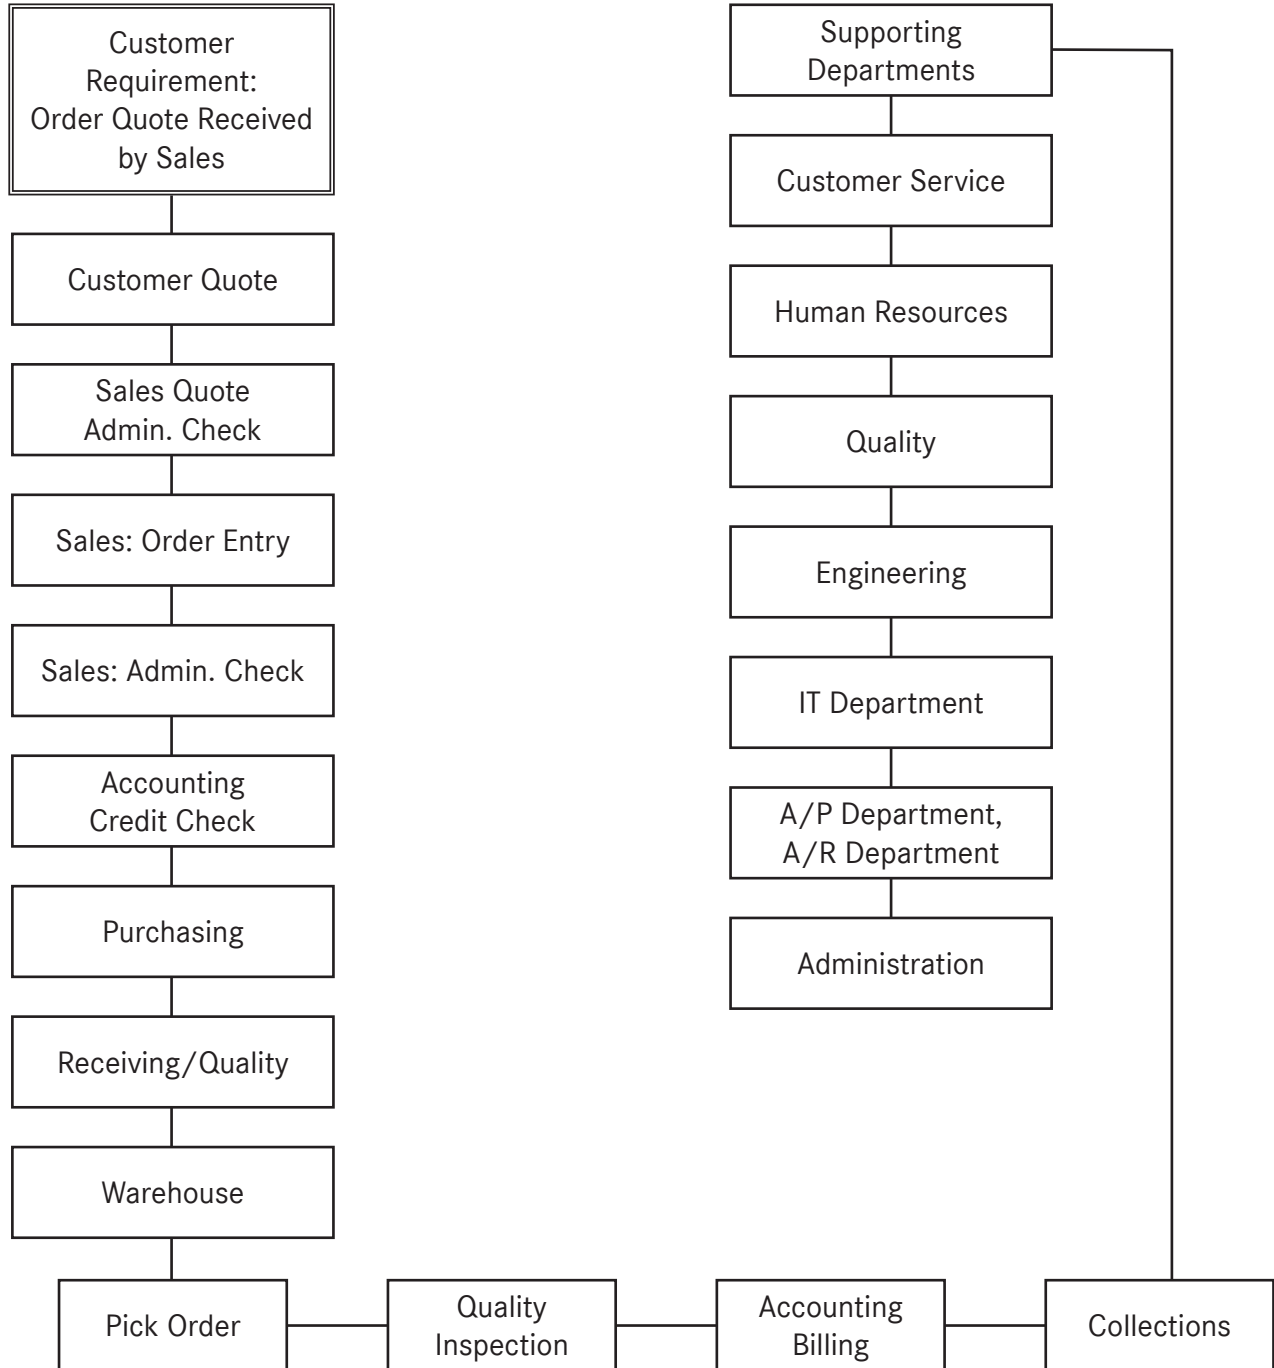 Customer
Requirement:
Order Quote Received
by Sales
Customer Quote
Sales Quote
Admin. Check
Sales: Order Entry
Sales: Admin. Check
Accounting
Credit Check
Purchasing
Receiving/Quality
Warehouse
Pick Order
Quality
Inspection
Accounting
Billing
Collections
Supporting
Departments
Customer Service
Human Resources
Quality
Engineering
IT Department
A/P Department,
A/R Department
Administration